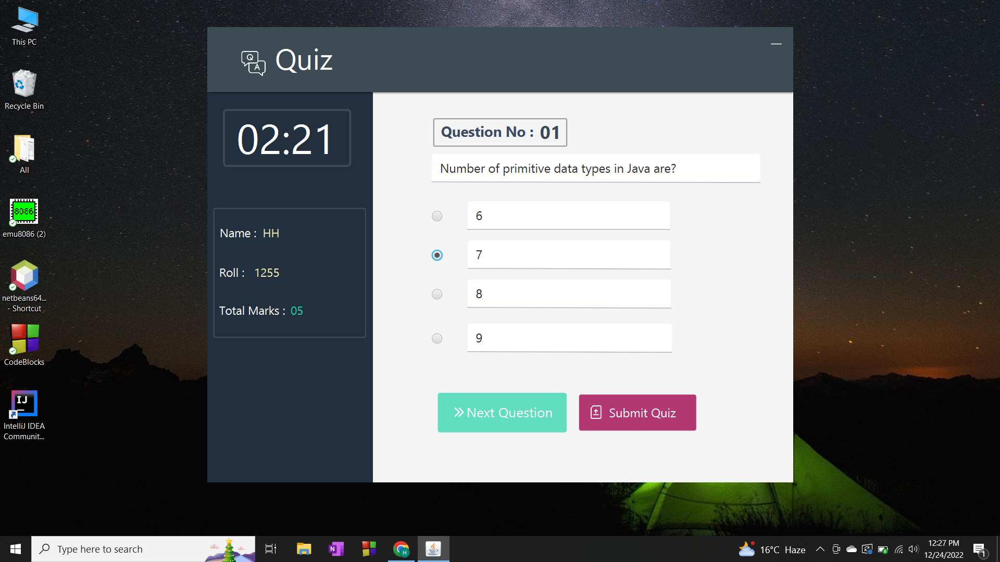 This PC
Recycle Bin
All
8086
emu8086 (2)
netbeans64...
- Shortcut
CodeBlocks
IJ
IntelliJ IDEA
Communit...
Q
A
Quiz
02:21
Name : HH
Roll : 1255
Total Marks : 05
Question No : 01
Number of primitive data types in Java are?
6
7
8
9
Next Question
Submit Quiz
Type here to search
N
H
16°C Haze
12:27 PM
12/24/2022
1